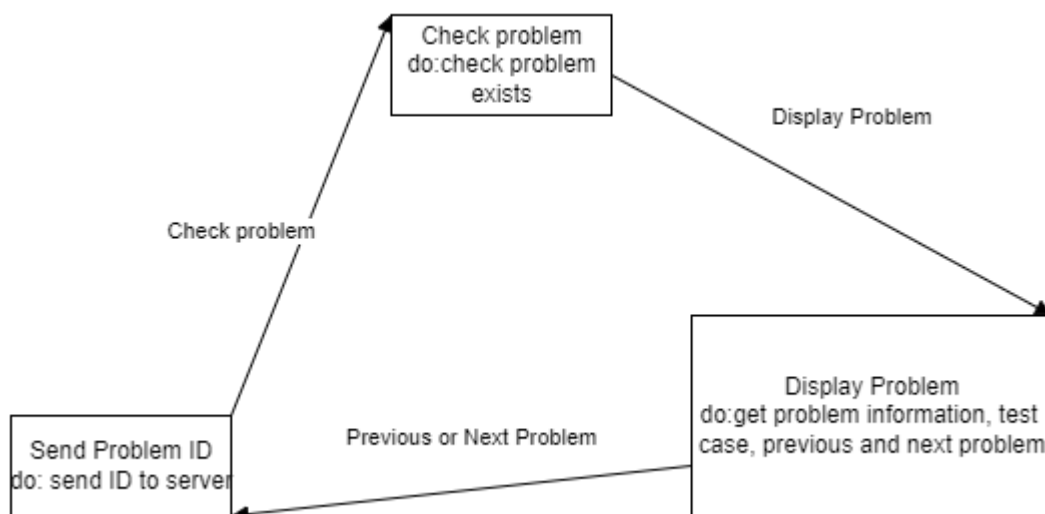 Check problem
do:check problem
exists
Display Problem
Check problem
Display Problem
do:get problem information, test
case, previous and next problem
Previous or Next Problem
Send Problem ID
do: send ID to server